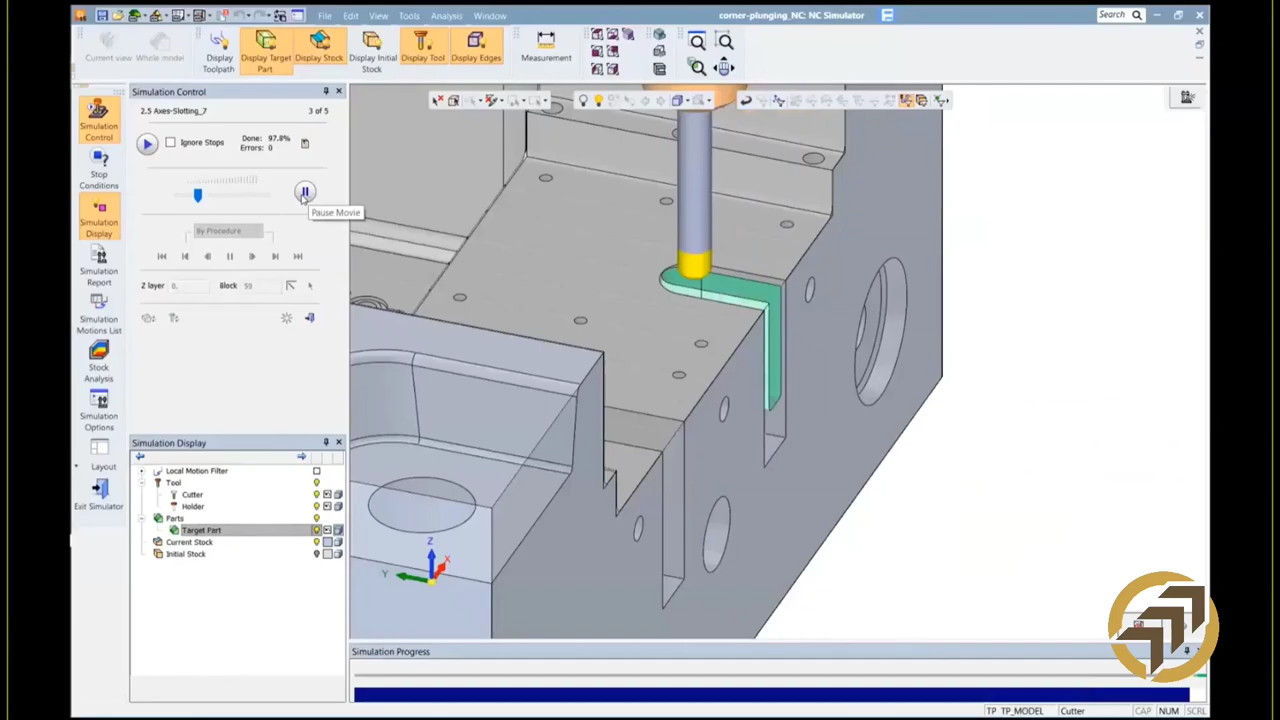 File Edit View Tools Analysis Window
corner-plunging_NC: NC Simulator
Search
Current view
Whole model
Display Toolpath
Display Target Part
Display Stock
Display Initial Stock
Display Tool
Display Edges
Measurement
Simulation Control
Stop Conditions
Simulation Display
Simulation Report
Simulation Motions List
Stock Analysis
Simulation Options
Layout
Exit Simulator
Simulation Control
2.5 Axes-Slotting_7 3 of 5
Ignore Stops
Done: 97.8%
Errors: 0
Pause Movie
By Procedure
Z layer 0. Block 59
Simulation Display
Local Motion Filter
Tool
Cutter
Holder
Parts
Target Part
Current Stock
Initial Stock
Z
X
Y
Simulation Progress
TP TP_MODEL Cutter CAP NUM SCRL